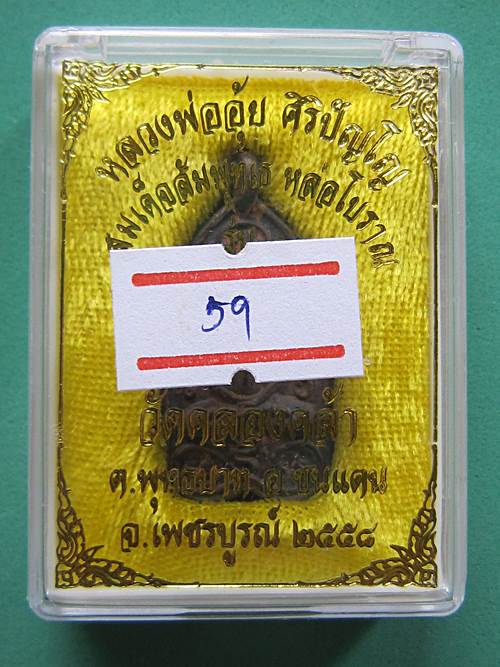 หลวงพ่ออุ้ย ศิริปัญโญ
สมเด็จสัมพุทเธ หล่อโบราณ
59
วัดคลองคล้า
ต.พุทธบาท อ.ชนแดน
จ.เพชรบูรณ์ ๒๕๕๘